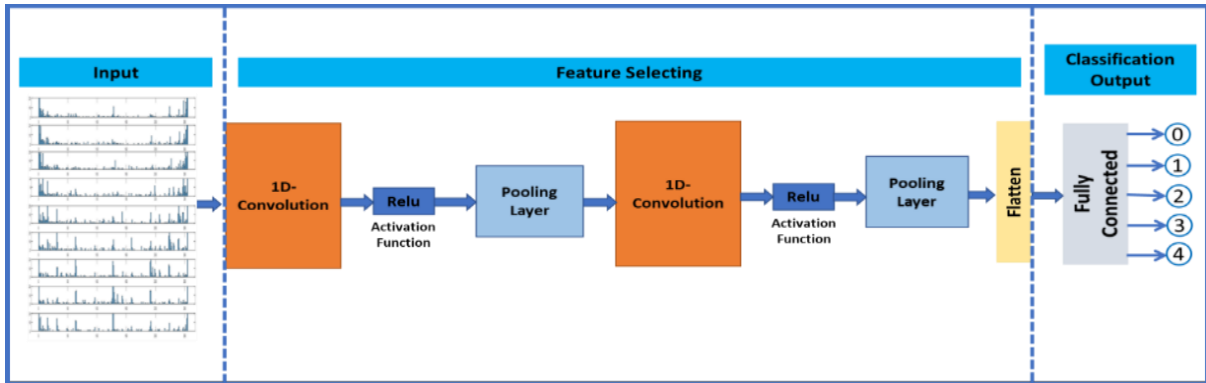 Input
Feature Selecting
Classification
Output
1D-
Convolution
Relu
Activation
Function
Pooling
Layer
1D-
Convolution
Relu
Activation
Function
Pooling
Layer
Flatten
Fully
Connected
0
1
2
3
4